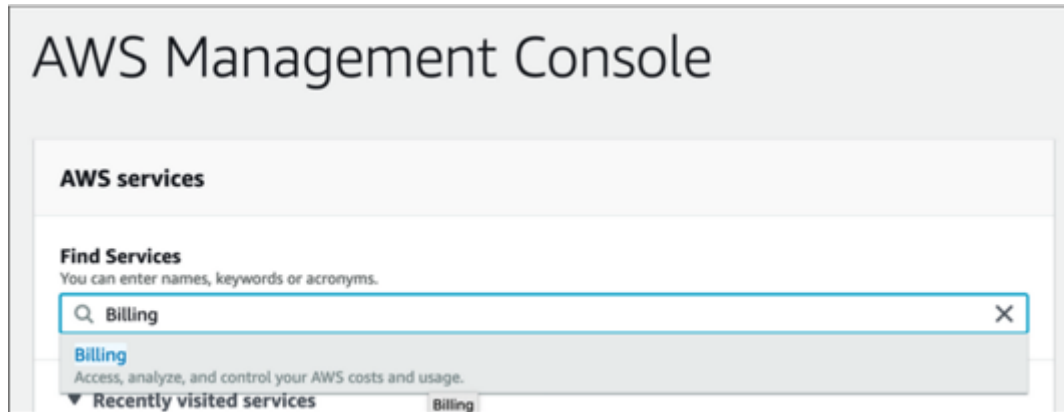 AWS Management Console
AWS services
Find Services
You can enter names, keywords or acronyms.
Billing
Billing
Access, analyze, and control your AWS costs and usage.
Recently visited services
Billing